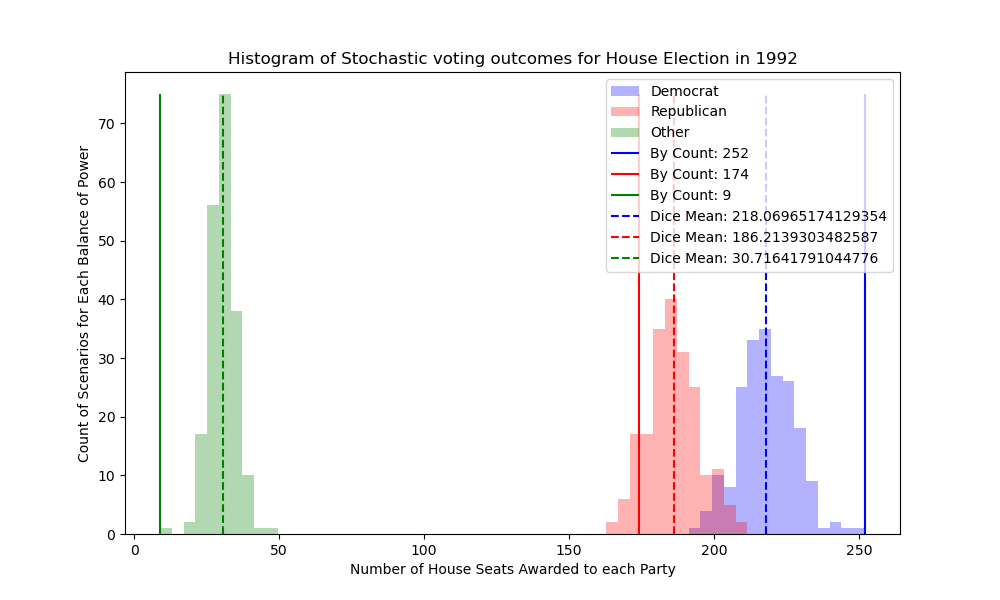 Histogram of Stochastic voting outcomes for House Election in 1992
Count of Scenarios for Each Balance of Power
70
60
50
40
30
20
10
0
Democrat
Republican
Other
By Count: 252
By Count: 174
By Count: 9
Dice Mean: 218.06965174129354
Dice Mean: 186.2139303482587
Dice Mean: 30.71641791044776
0
50
100
150
200
250
Number of House Seats Awarded to each Party